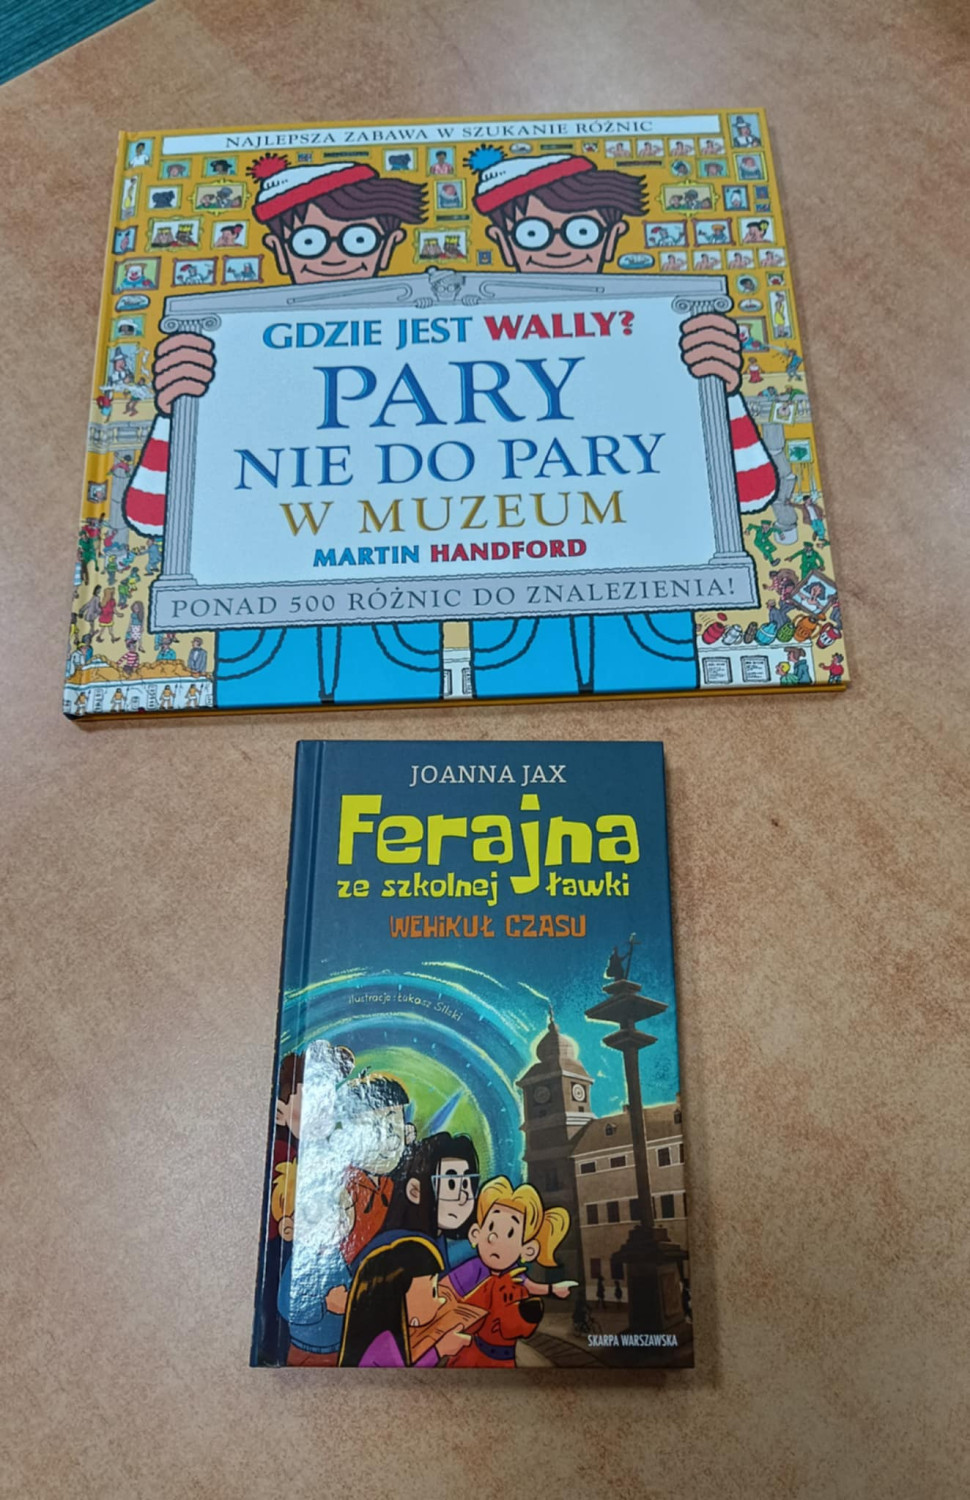 NAJLEPSZA ZABAWA W SZUKANIE RÓŻNIC
GDZIE JEST WALLY?
PARY
NIE DO PARY
W MUZEUM
MARTIN HANDFORD
PONAD 500 RÓŻNIC DO ZNALEZIENIA!
JOANNA JAX
Ferajna
ze szkolnej ławki
WEHIKUŁ CZASU
ilustracje: Łukasz Silski
SKARPA WARSZAWSKA